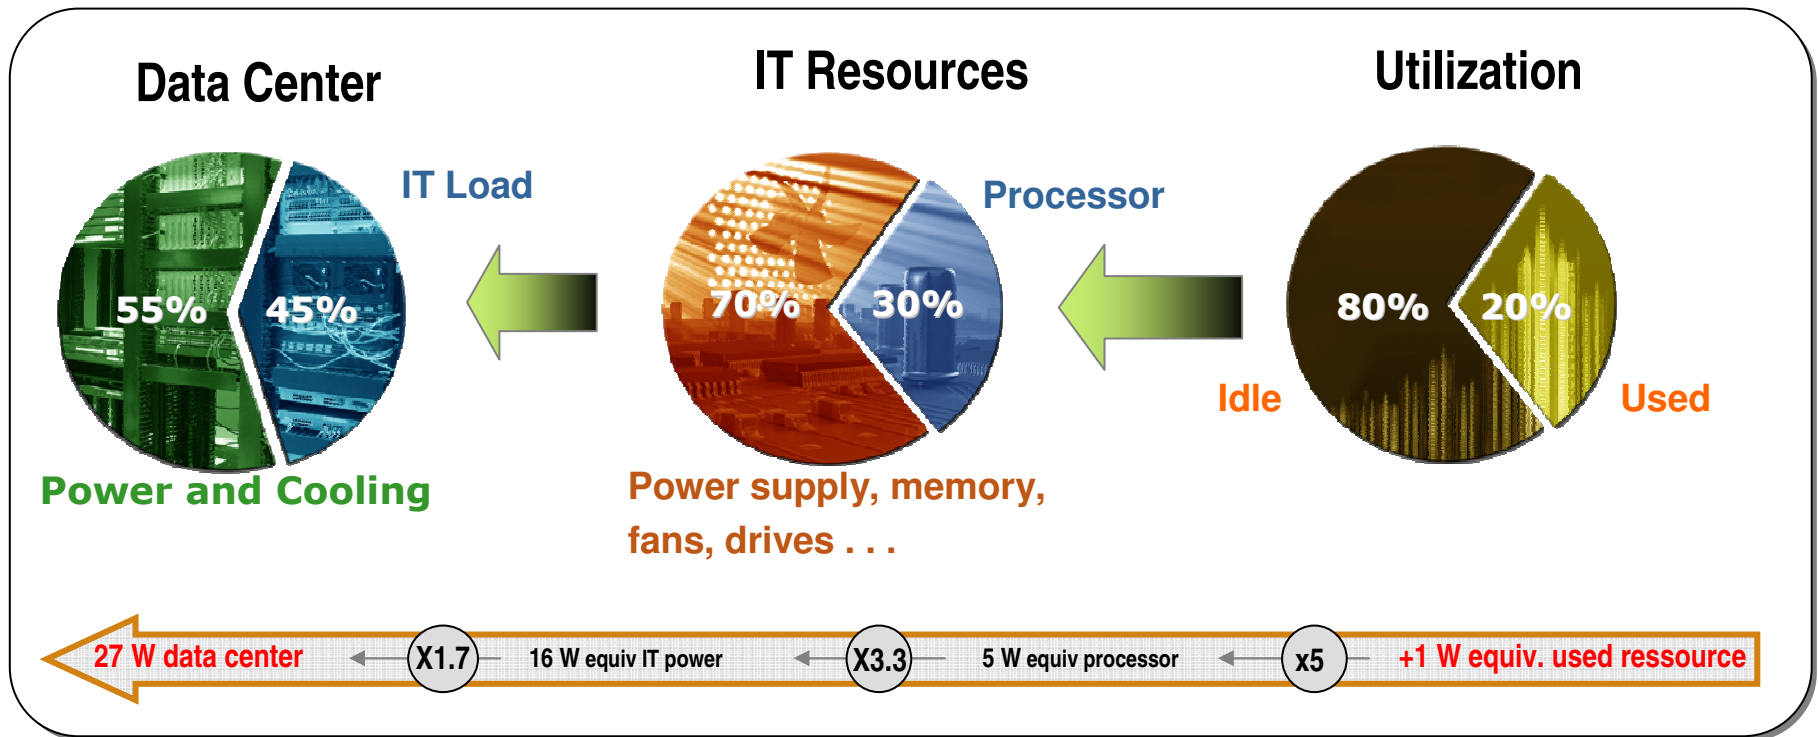 Data Center
IT Resources
Utilization
IT Load
Processor
55%
45%
70%
30%
80%
20%
Idle
Used
Power and Cooling
Power supply, memory,
fans, drives . . .
27 W data center
X1.7
16 W equiv IT power
X3.3
5 W equiv processor
x5
+1 W equiv. used ressource